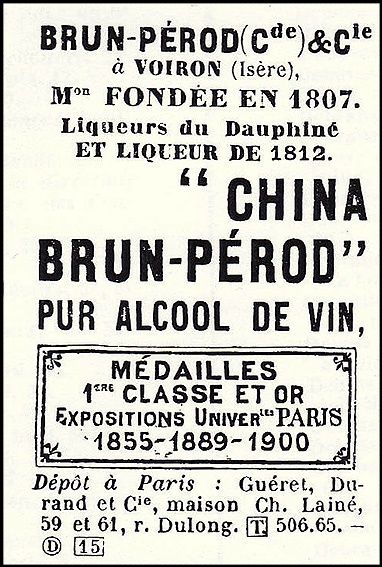 BRUN-PÉROD (Cde) & Cie
à VOIRON (Isère),
Mon FONDÉE EN 1807.
Liqueurs du Dauphiné
ET LIQUEUR DE 1812.
“ CHINA
BRUN-PÉROD ”
PUR ALCOOL DE VIN,
MÉDAILLES
1ère CLASSE ET OR
EXPOSITIONS UNIVERlles PARIS
1855-1889-1900
Dépôt à Paris : Guéret, Du-
rand et Cie, maison Ch. Lainé,
59 et 61, r. Dulong. T. 506.65. –
D 15